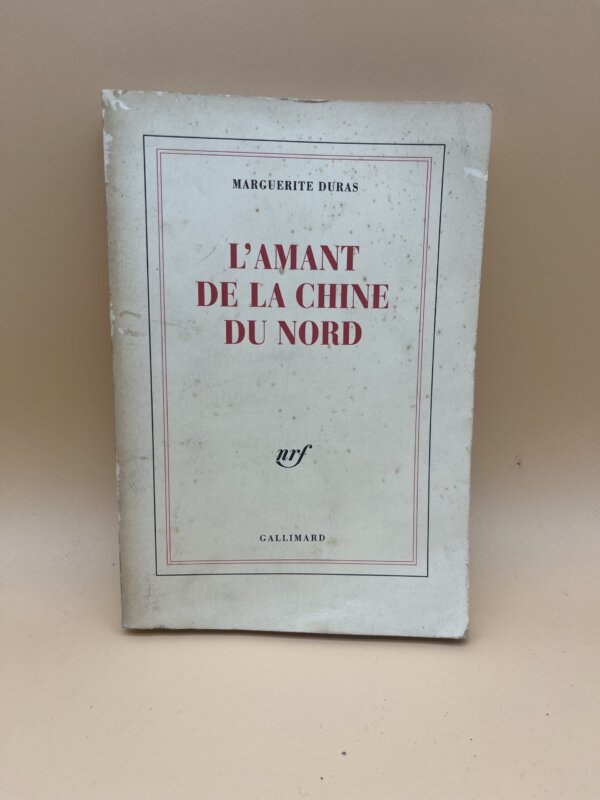 MARGUERITE DURAS
L'AMANT
DE LA CHINE
DU NORD
nrf
GALLIMARD